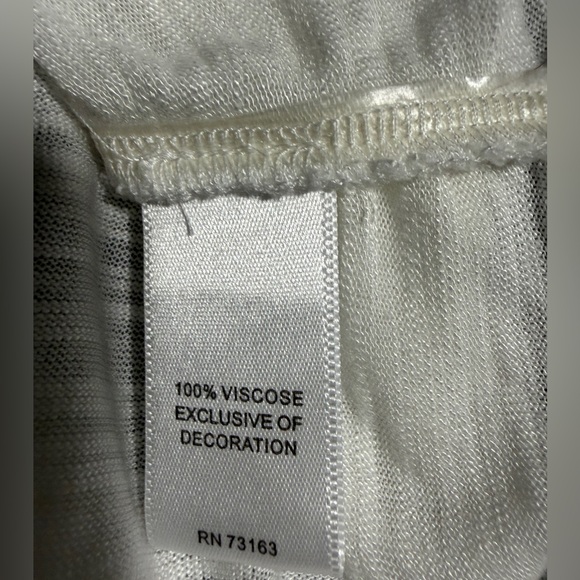 100% VISCOSE
EXCLUSIVE OF
DECORATION
RN 73163